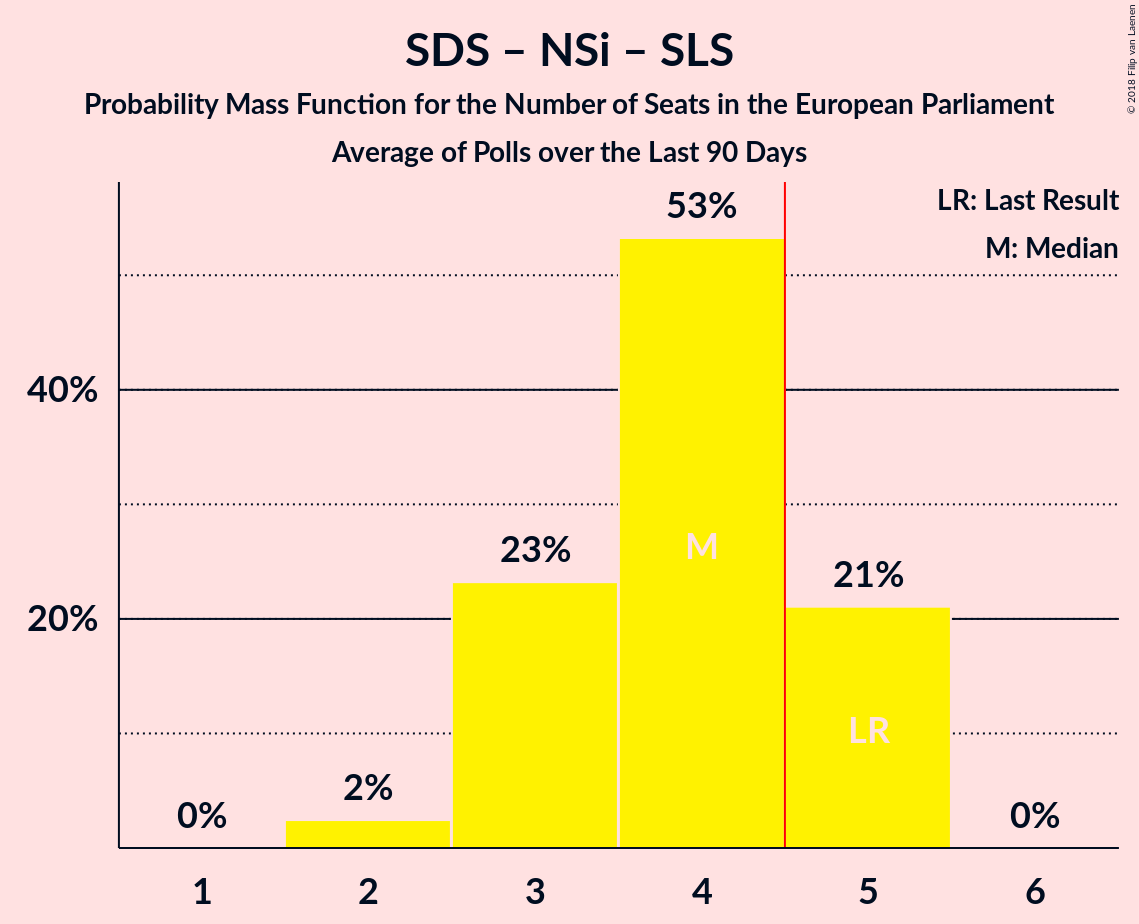 SDS – NSi – SLS
Probability Mass Function for the Number of Seats in the European Parliament
Average of Polls over the Last 90 Days
© 2018 Filip van Laenen
LR: Last Result
M: Median
53%
40%
M
23%
21%
20%
LR
2%
0%
0%
1 2 3 4 5 6